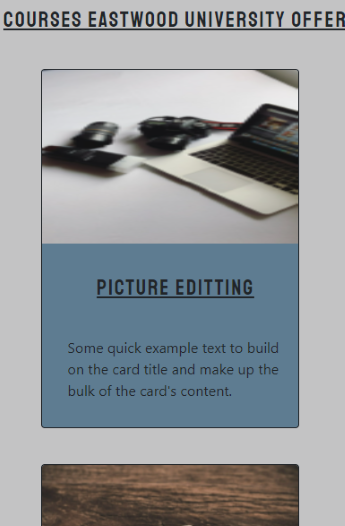 COURSES EASTWOOD UNIVERSITY OFFER
PICTURE EDITTING
Some quick example text to build
on the card title and make up the
bulk of the card's content.